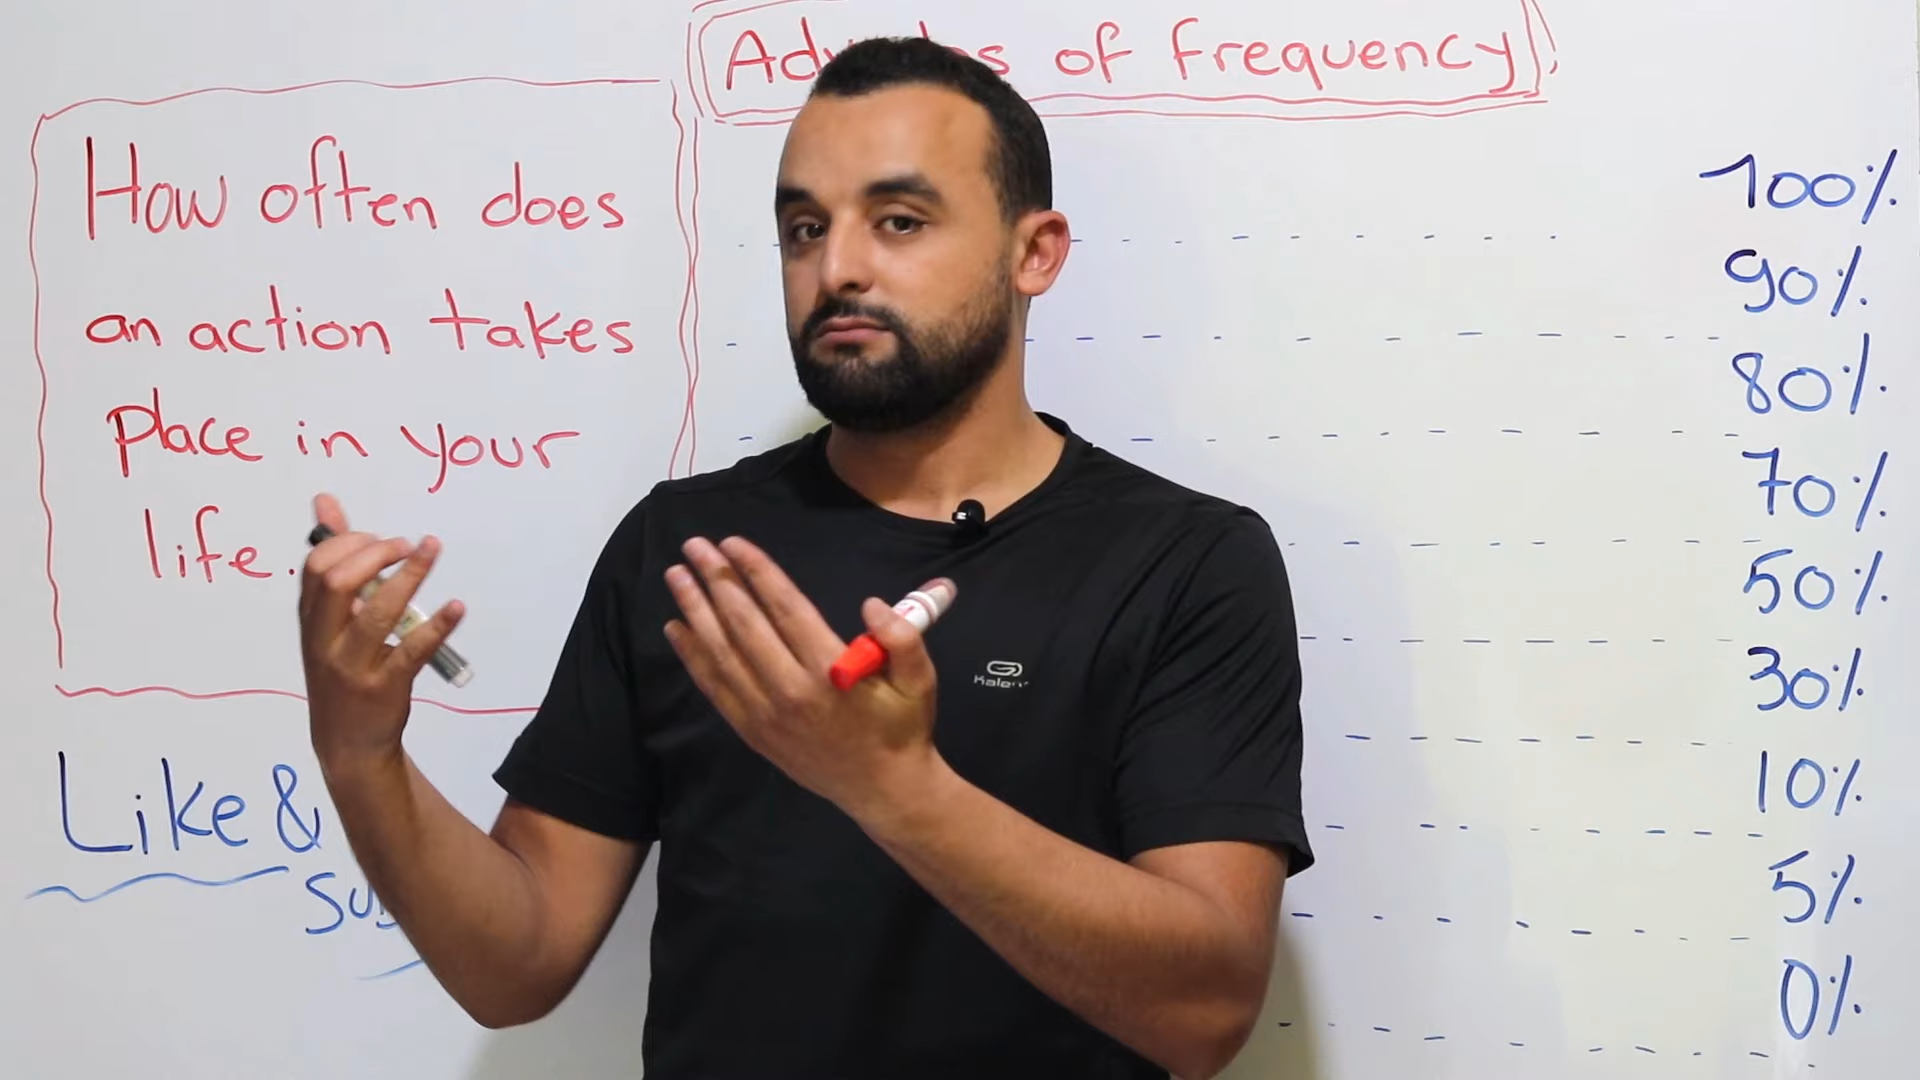 of frequency
How often does
an action takes
place in your
life.
Like &
100%
90%
80%
70%
50%
30%
10%
5%
0%